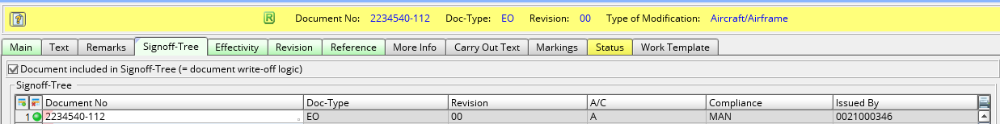 Document No: 2234540-112 Doc-Type: EO Revision: 00 Type of Modification: Aircraft/Airframe
Main Text Remarks Signoff-Tree Effectivity Revision Reference More Info Carry Out Text Markings Status Work Template
Document included in Signoff-Tree (= document write-off logic)
Signoff-Tree
Document No Doc-Type Revision A/C Compliance Issued By
1 2234540-112 EO 00 A MAN 0021000346